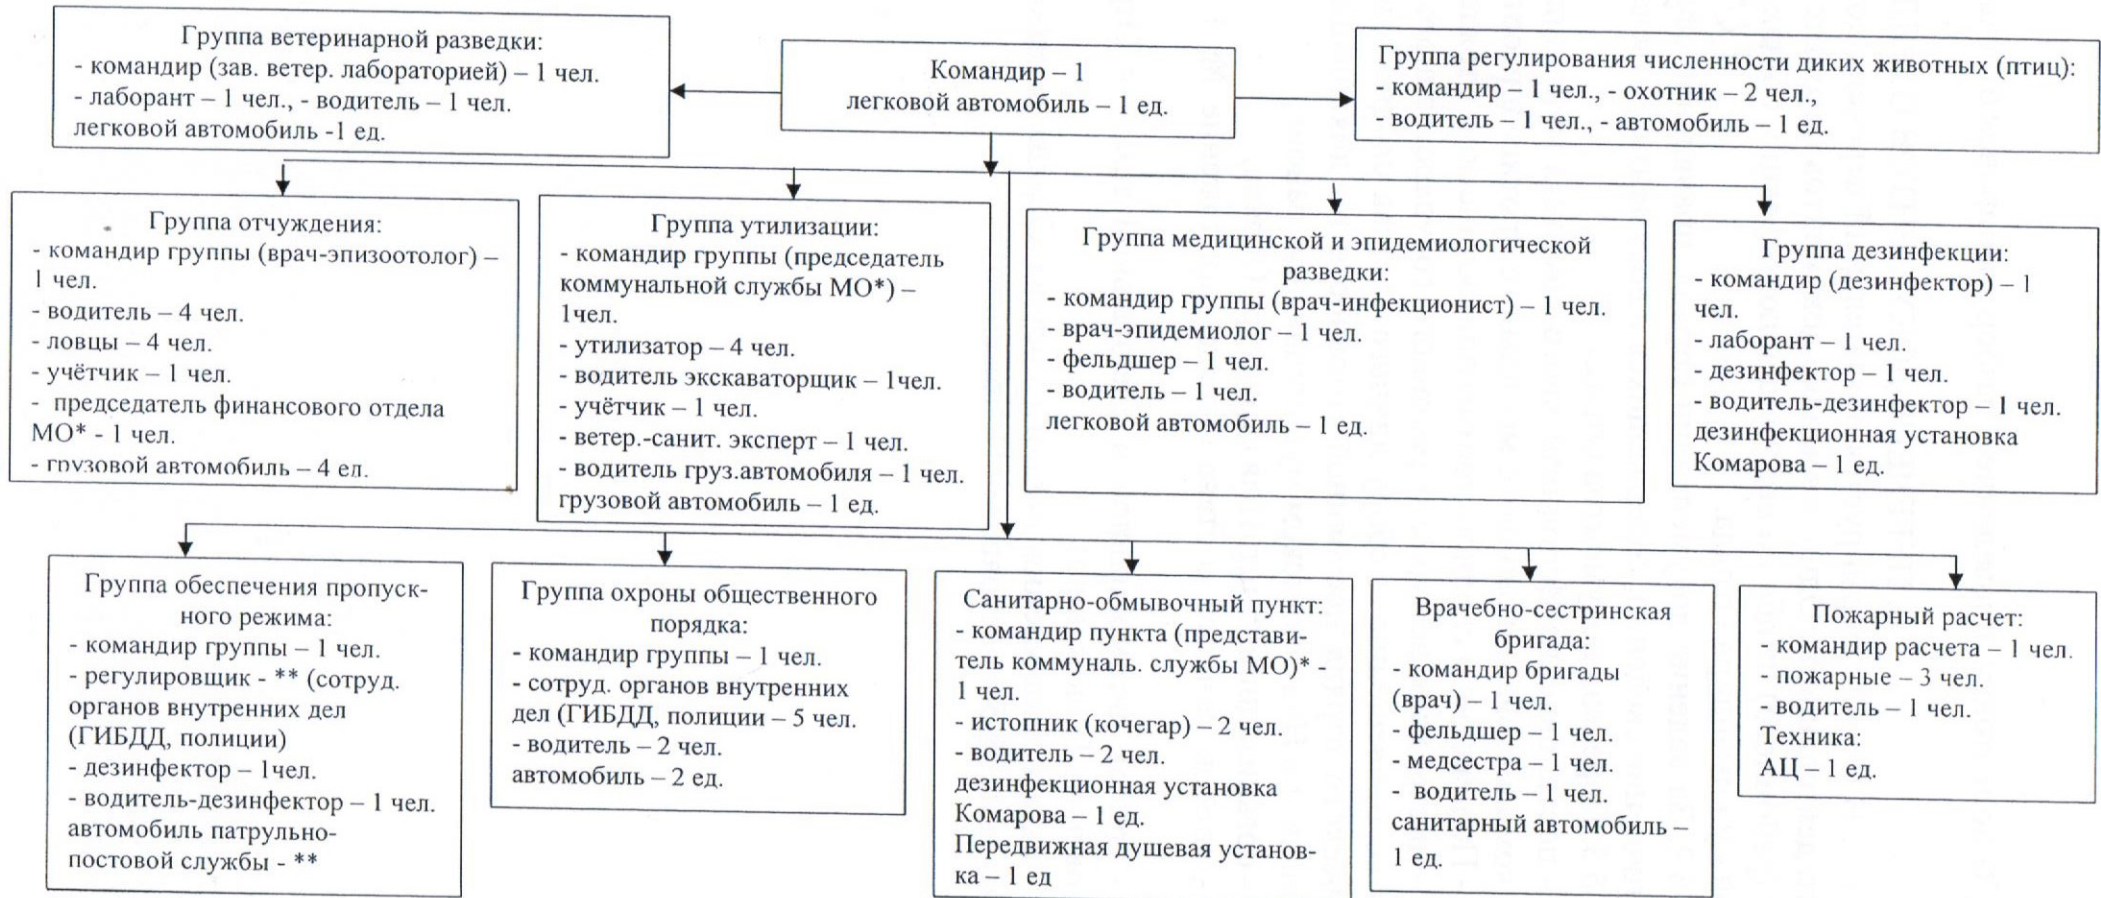 Группа ветеринарной разведки:
- командир (зав. ветер. лабораторией) – 1 чел.
- лаборант – 1 чел., - водитель – 1 чел.
легковой автомобиль -1 ед.
Командир – 1
легковой автомобиль – 1 ед.
Группа регулирования численности диких животных (птиц):
- командир – 1 чел., - охотник – 2 чел.,
- водитель – 1 чел., - автомобиль – 1 ед.
Группа отчуждения:
- командир группы (врач-эпизоотолог) –
1 чел.
- водитель – 4 чел.
- ловцы – 4 чел.
- учётчик – 1 чел.
- председатель финансового отдела
МО* - 1 чел.
- грузовой автомобиль – 4 ед.
Группа утилизации:
- командир группы (председатель
коммунальной службы МО*) –
1чел.
- утилизатор – 4 чел.
- водитель экскаваторщик – 1чел.
- учётчик – 1 чел.
- ветер.-санит. эксперт – 1 чел.
- водитель груз.автомобиля – 1 чел.
грузовой автомобиль – 1 ед.
Группа медицинской и эпидемиологической
разведки:
- командир группы (врач-инфекционист) – 1 чел.
- врач-эпидемиолог – 1 чел.
- фельдшер – 1 чел.
- водитель – 1 чел.
легковой автомобиль – 1 ед.
Группа дезинфекции:
- командир (дезинфектор) – 1
чел.
- лаборант – 1 чел.
- дезинфектор – 1 чел.
- водитель-дезинфектор – 1 чел.
дезинфекционная установка
Комарова – 1 ед.
Группа обеспечения пропуск-
ного режима:
- командир группы – 1 чел.
- регулировщик - ** (сотруд.
органов внутренних дел
(ГИБДД, полиции)
- дезинфектор – 1чел.
- водитель-дезинфектор – 1 чел.
автомобиль патрульно-
постовой службы - **
Группа охроны общественного
порядка:
- командир группы – 1 чел.
- сотруд. органов внутренних
дел (ГИБДД, полиции – 5 чел.
- водитель – 2 чел.
автомобиль – 2 ед.
Санитарно-обмывочный пункт:
- командир пункта (представи-
тель коммуналь. службы МО)* -
1 чел.
- истопник (кочегар) – 2 чел.
- водитель – 2 чел.
дезинфекционная установка
Комарова – 1 ед.
Передвижная душевая установ-
ка – 1 ед
Врачебно-сестринская
бригада:
- командир бригады
(врач) – 1 чел.
- фельдшер – 1 чел.
- медсестра – 1 чел.
- водитель – 1 чел.
санитарный автомобиль –
1 ед.
Пожарный расчет:
- командир расчета – 1 чел.
- пожарные – 3 чел.
- водитель – 1 чел.
Техника:
АЦ – 1 ед.